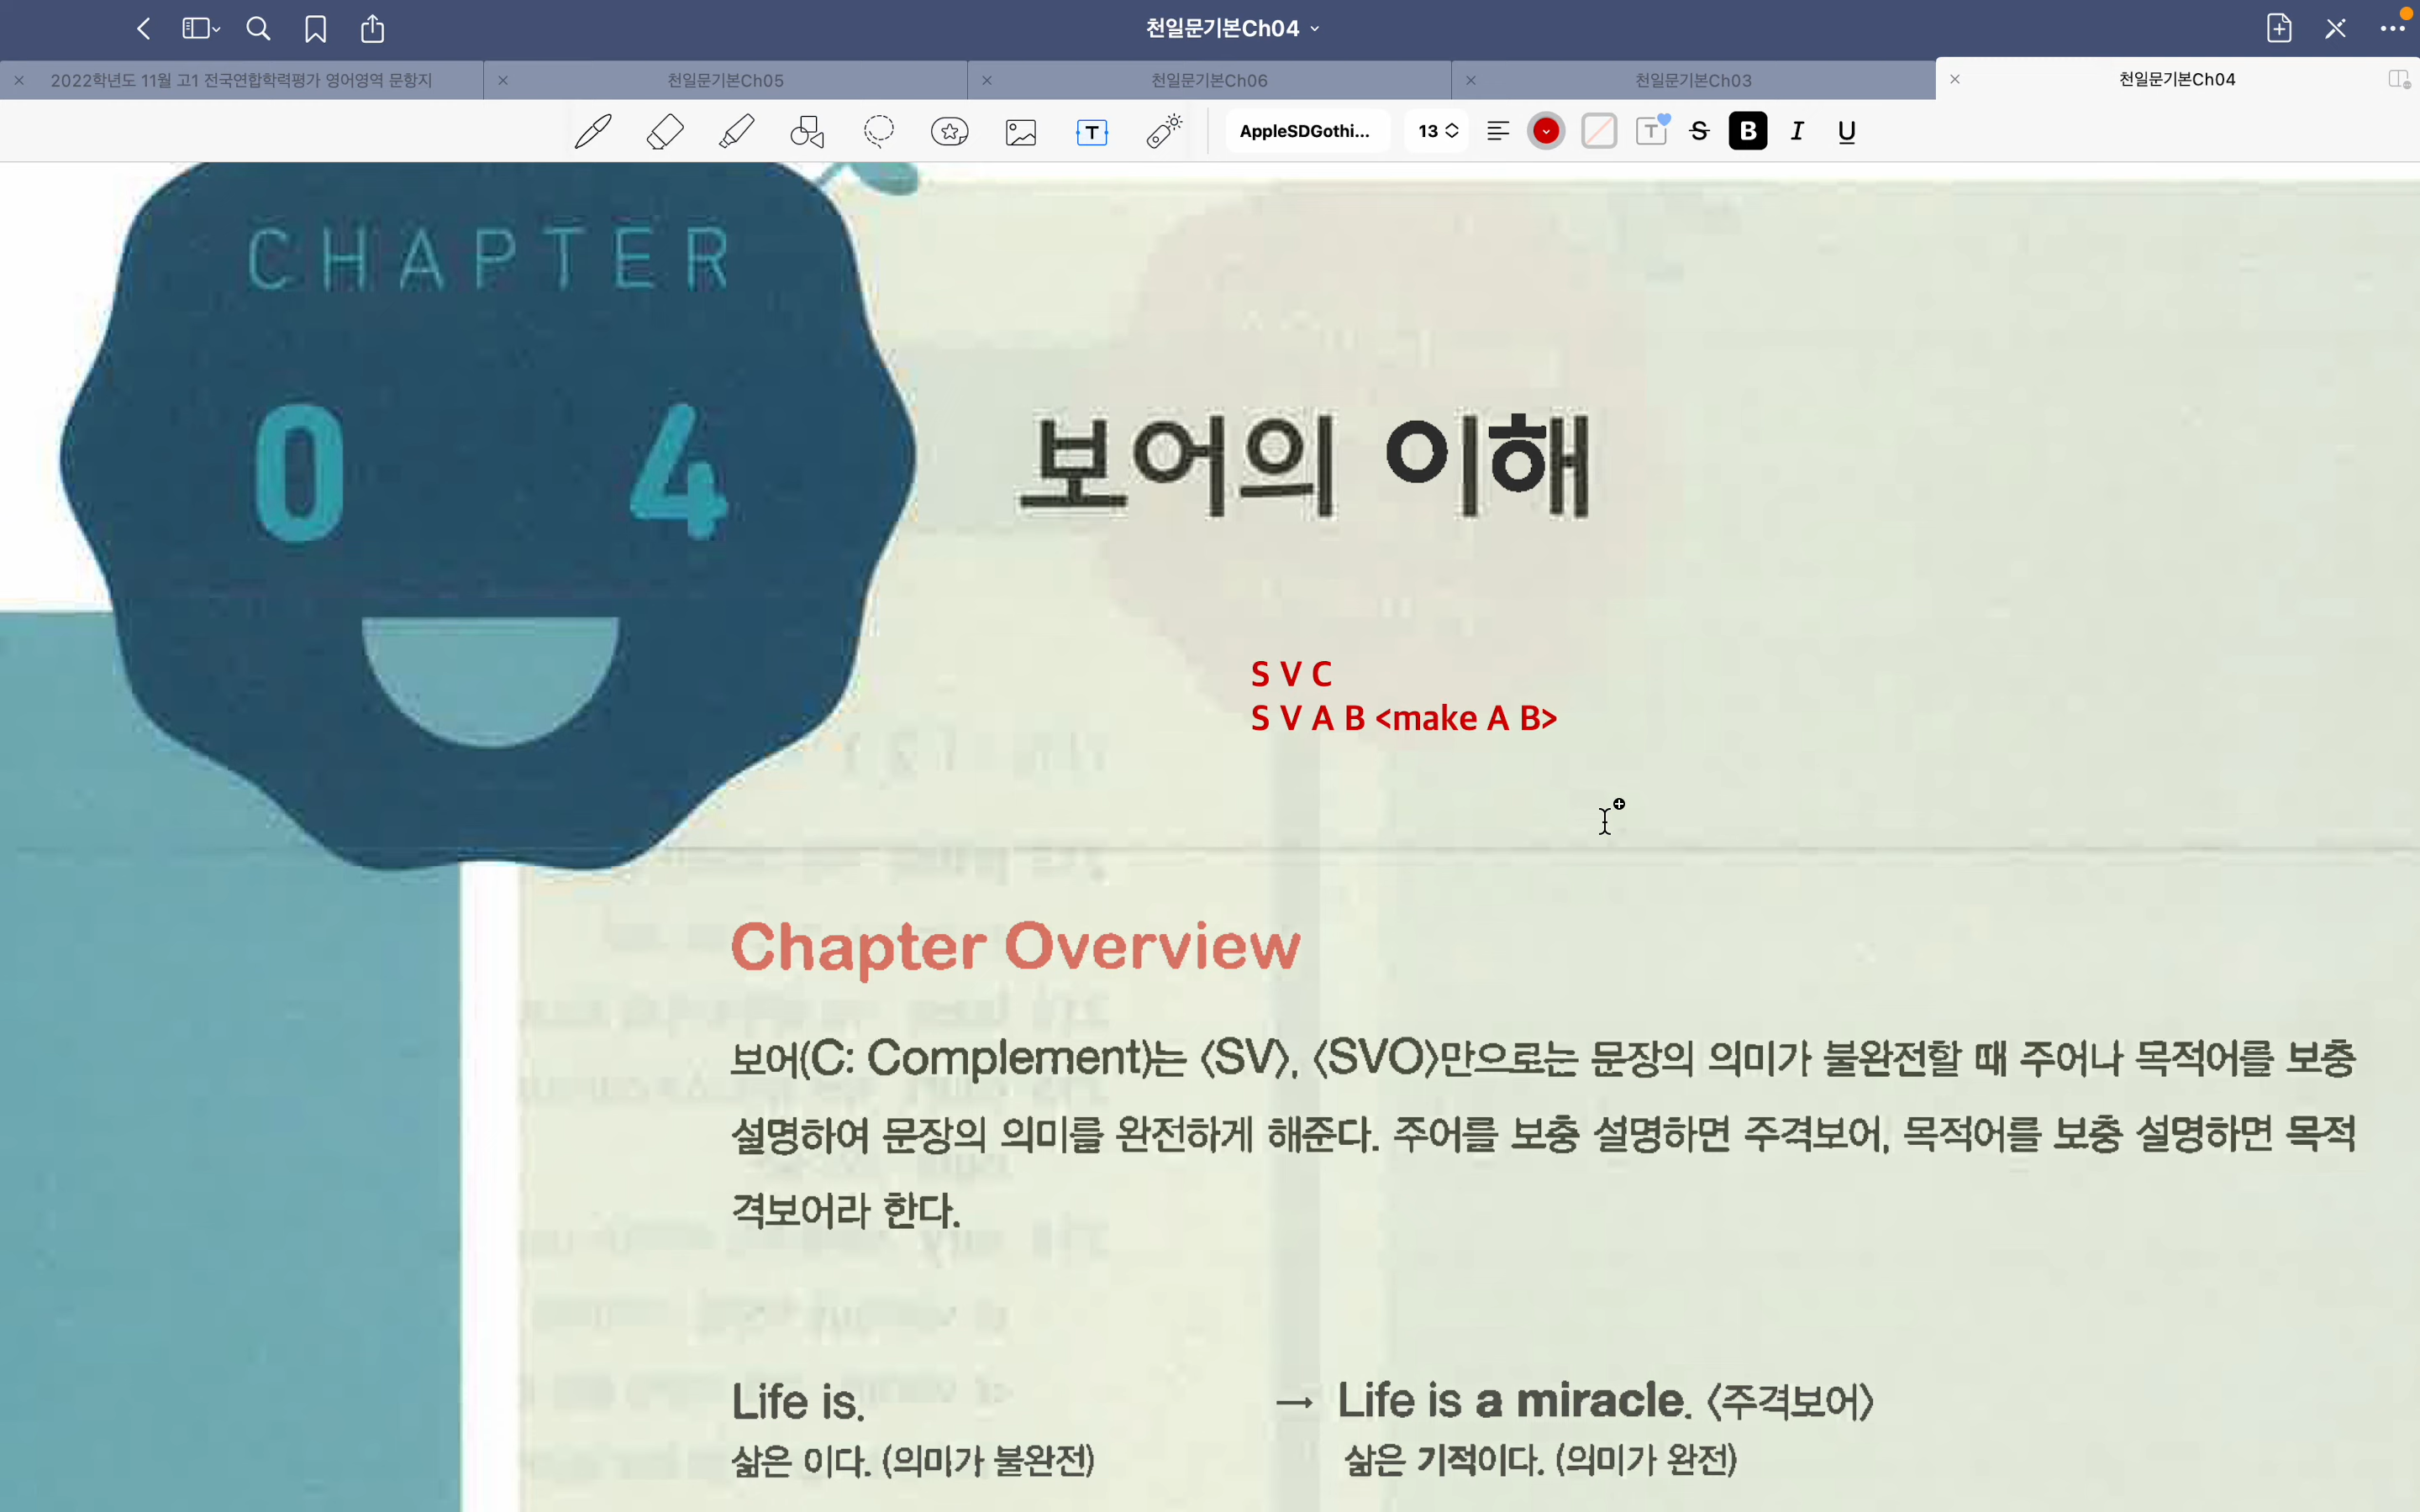 천일문기본Ch04
2022학년도 11월 고1 전국연합학력평가 영어영역 문항지
천일문기본Ch05
천일문기본Ch06
천일문기본Ch03
천일문기본Ch04
AppleSDGothi... 13 S B I U
CHAPTER
0 4
보어의 이해
S V C
S V A B <make A B>
Chapter Overview
보어(C: Complement)는 〈SV〉, 〈SVO〉만으로는 문장의 의미가 불완전할 때 주어나 목적어를 보충
설명하여 문장의 의미를 완전하게 해준다. 주어를 보충 설명하면 주격보어, 목적어를 보충 설명하면 목적
격보어라 한다.
Life is. → Life is a miracle. 〈주격보어〉
삶은 이다. (의미가 불완전) 삶은 기적이다. (의미가 완전)